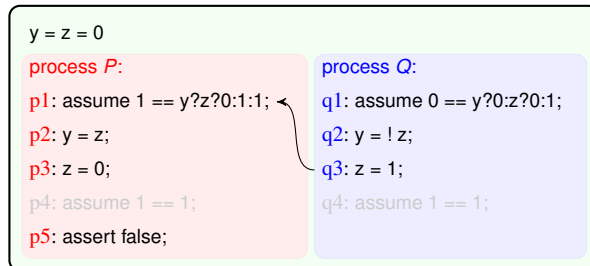 y = z = 0
process P:
p1: assume 1 == y?z?0:1:1;
p2: y = z;
p3: z = 0;
p4: assume 1 == 1;
p5: assert false;
process Q:
q1: assume 0 == y?0:z?0:1;
q2: y = ! z;
q3: z = 1;
q4: assume 1 == 1;